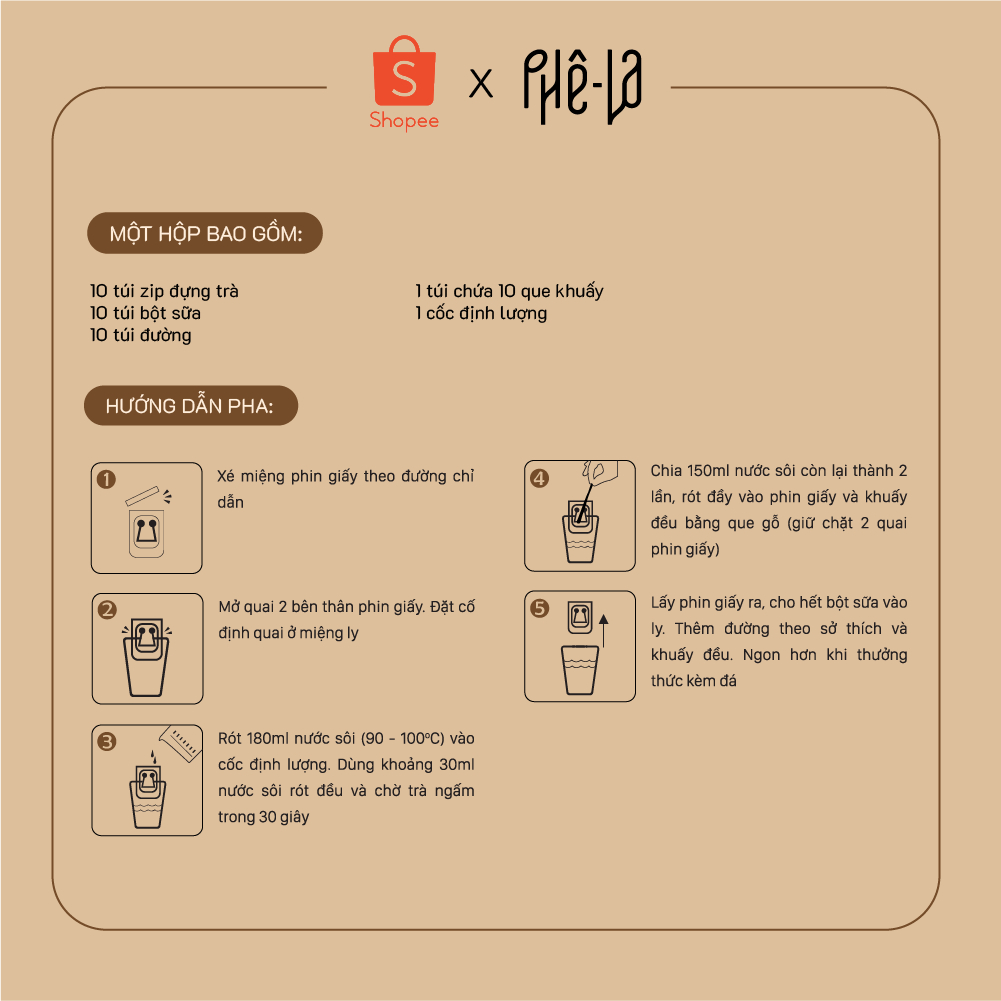 S
Shopee
X
PHÊ-LA
MỘT HỘP BAO GỒM:
10 túi zip đựng trà
10 túi bột sữa
10 túi đường
1 túi chứa 10 que khuấy
1 cốc định lượng
HƯỚNG DẪN PHA:
1
Xé miệng phin giấy theo đường chỉ
dẫn
2
Mở quai 2 bên thân phin giấy. Đặt cố
định quai ở miệng ly
3
Rót 180ml nước sôi (90 - 100ºC) vào
cốc định lượng. Dùng khoảng 30ml
nước sôi rót đều và chờ trà ngấm
trong 30 giây
4
Chia 150ml nước sôi còn lại thành 2
lần, rót đầy vào phin giấy và khuấy
đều bằng que gỗ (giữ chặt 2 quai
phin giấy)
5
Lấy phin giấy ra, cho hết bột sữa vào
ly. Thêm đường theo sở thích và
khuấy đều. Ngon hơn khi thưởng
thức kèm đá